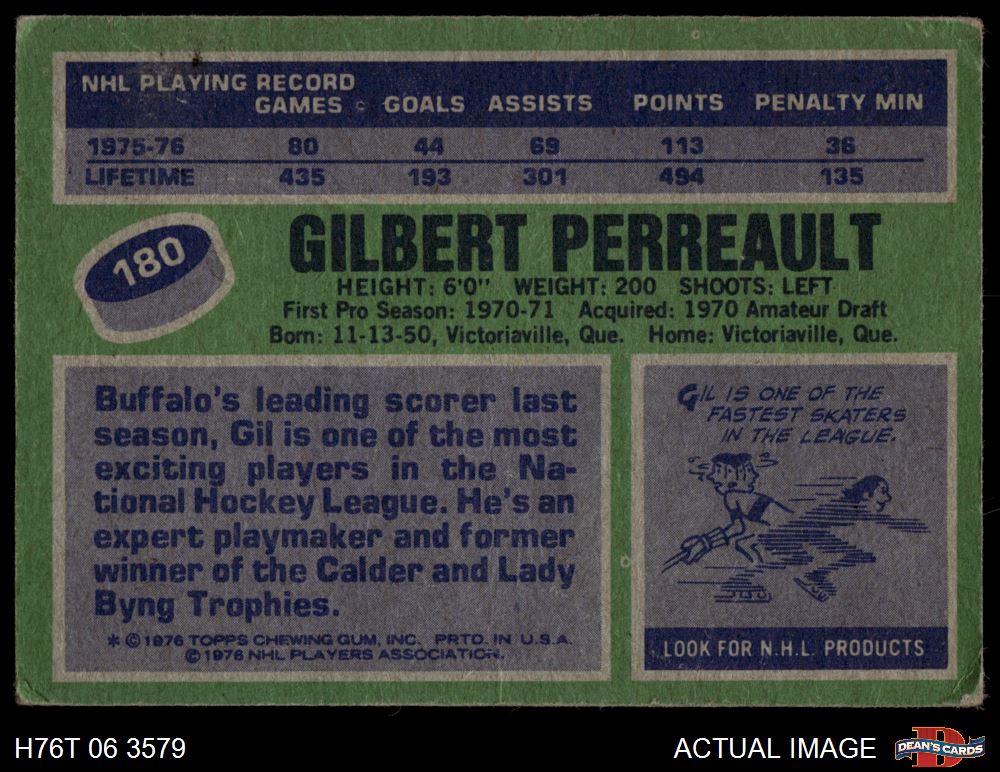 NHL PLAYING RECORD
GAMES GOALS ASSISTS POINTS PENALTY MIN
1975-76 80 44 69 113 36
LIFETIME 435 193 301 494 135
180
GILBERT PERREAULT
HEIGHT: 6'0" WEIGHT: 200 SHOOTS: LEFT
First Pro Season: 1970-71 Acquired: 1970 Amateur Draft
Born: 11-13-50, Victoriaville, Que. Home: Victoriaville, Que.
Buffalo's leading scorer last
season, Gil is one of the most
exciting players in the Na-
tional Hockey League. He's an
expert playmaker and former
winner of the Calder and Lady
Byng Trophies.
* © 1976 TOPPS CHEWING GUM, INC. PRTD. IN U.S.A.
© 1976 NHL PLAYERS ASSOCIATION.
GIL IS ONE OF THE
FASTEST SKATERS
IN THE LEAGUE.
LOOK FOR N.H.L. PRODUCTS
H76T 06 3579
ACTUAL IMAGE
D
DEAN'S CARDS